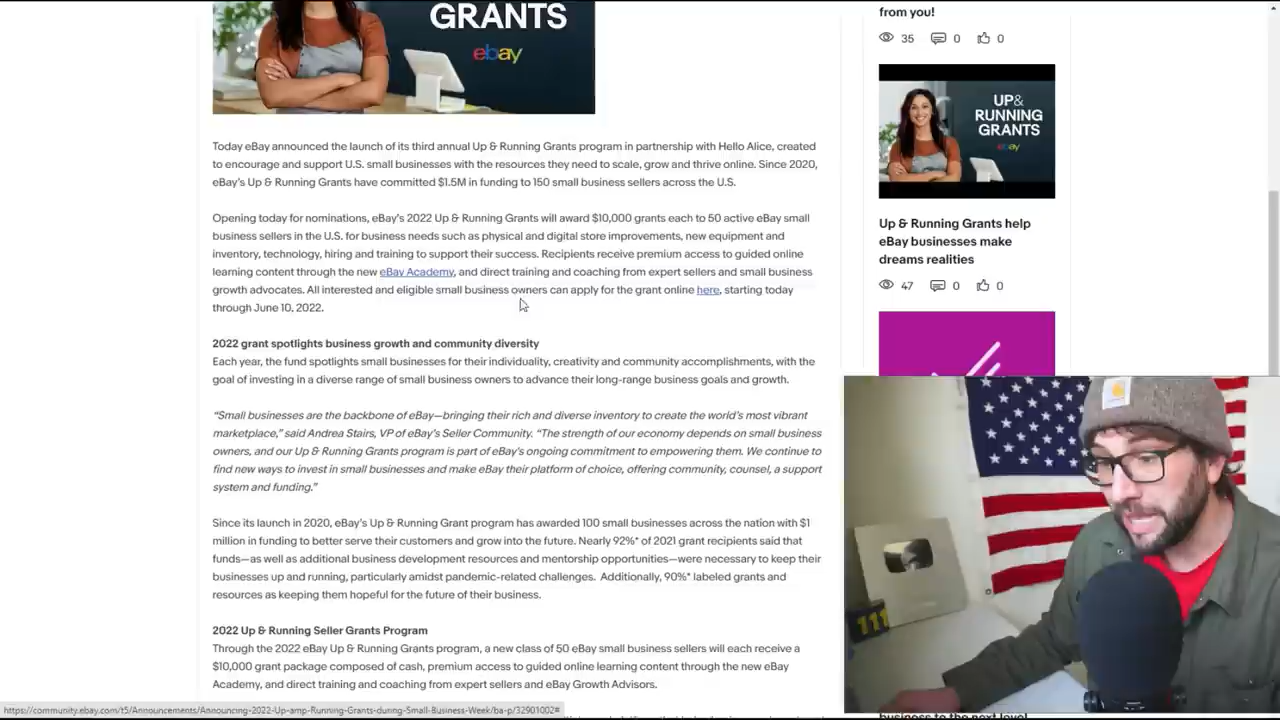 GRANTS
ebay
Today eBay announced the launch of its third annual Up & Running Grants program in partnership with Hello Alice, created
to encourage and support U.S. small businesses with the resources they need to scale, grow and thrive online. Since 2020,
eBay's Up & Running Grants have committed $1.5M in funding to 150 small business sellers across the U.S.
Opening today for nominations, eBay's 2022 Up & Running Grants will award $10,000 grants each to 50 active eBay small
business sellers in the U.S. for business needs such as physical and digital store improvements, new equipment and
inventory, technology, hiring and training to support their success. Recipients receive premium access to guided online
learning content through the new eBay Academy, and direct training and coaching from expert sellers and small business
growth advocates. All interested and eligible small business owners can apply for the grant online here, starting today
through June 10, 2022.
2022 grant spotlights business growth and community diversity
Each year, the fund spotlights small businesses for their individuality, creativity and community accomplishments, with the
goal of investing in a diverse range of small business owners to advance their long-range business goals and growth.
“Small businesses are the backbone of eBay—bringing their rich and diverse inventory to create the world's most vibrant
marketplace,” said Andrea Stairs, VP of eBay's Seller Community. “The strength of our economy depends on small business
owners, and our Up & Running Grants program is part of eBay's ongoing commitment to empowering them. We continue to
find new ways to invest in small businesses and make eBay their platform of choice, offering community, counsel, a support
system and funding.”
Since its launch in 2020, eBay's Up & Running Grant program has awarded 100 small businesses across the nation with $1
million in funding to better serve their customers and grow into the future. Nearly 92%* of 2021 grant recipients said that
funds—as well as additional business development resources and mentorship opportunities—were necessary to keep their
businesses up and running, particularly amidst pandemic-related challenges. Additionally, 90%* labeled grants and
resources as keeping them hopeful for the future of their business.
2022 Up & Running Seller Grants Program
Through the 2022 eBay Up & Running Grants program, a new class of 50 eBay small business sellers will each receive a
$10,000 grant package composed of cash, premium access to guided online learning content through the new eBay
Academy, and direct training and coaching from expert sellers and eBay Growth Advisors.
https://community.ebay.com/t5/Announcements/Announcing-2022-Up-amp-Running-Grants-during-Small-Business-Week/ba-p/32901002#
from you!
35 0 0
UP&
RUNNING
GRANTS
ebay
Up & Running Grants help
eBay businesses make
dreams realities
47 0 0
111
business to the next level